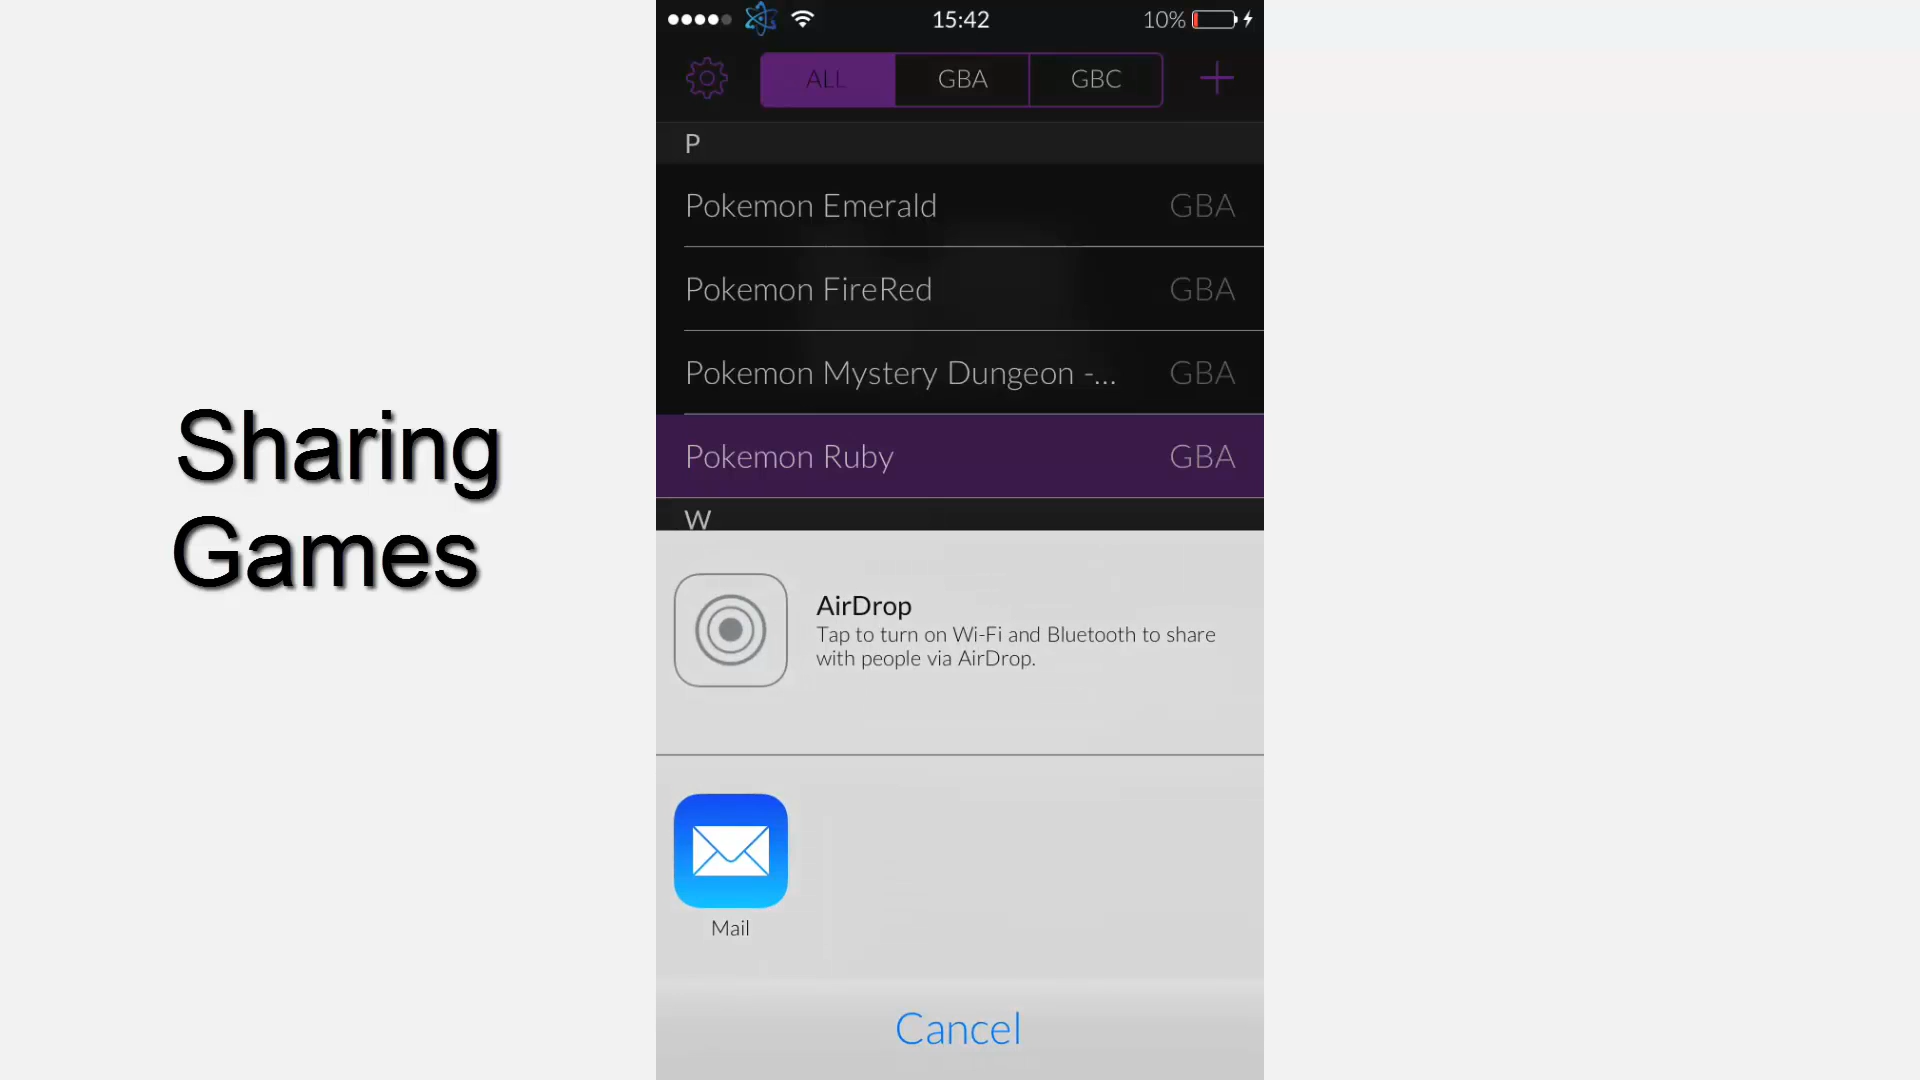 15:42
10%
ALL
GBA
GBC
P
Pokemon Emerald
GBA
Pokemon FireRed
GBA
Pokemon Mystery Dungeon -...
GBA
Pokemon Ruby
GBA
W
Sharing
Games
AirDrop
Tap to turn on Wi-Fi and Bluetooth to share
with people via AirDrop.
Mail
Cancel